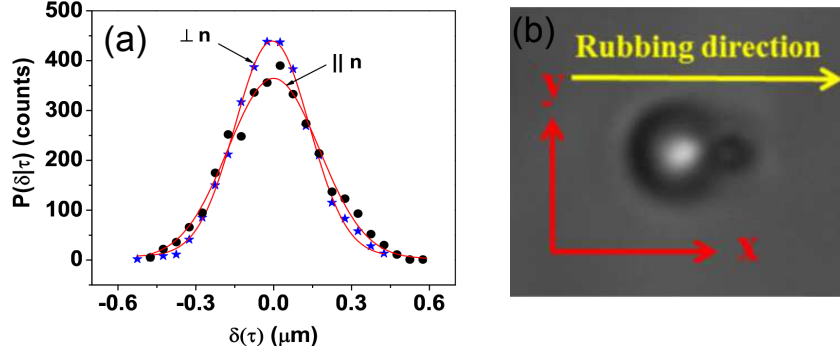 (a)
⊥ n
|| n
P(δ|τ) (counts)
500
400
300
200
100
0
-0.6
-0.3
0.0
0.3
0.6
δ(τ) (μm)
(b)
Rubbing direction
y
x